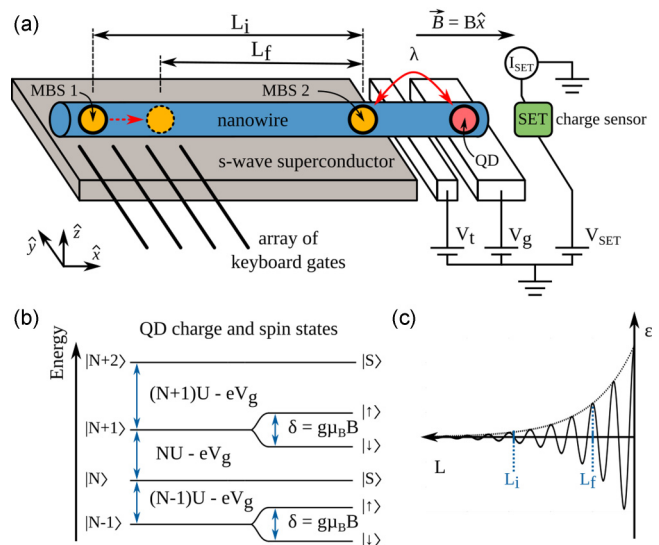 (a)
L_i
L_f
B⃗ = Bx̂
λ
I_SET
MBS 1
MBS 2
nanowire
SET
charge sensor
QD
s-wave superconductor
V_t
V_g
V_SET
ẑ
ŷ
x̂
array of
keyboard gates
(b)
QD charge and spin states
(c)
Energy
|N+2⟩
|S⟩
(N+1)U - eV_g
|N+1⟩
|↑⟩
δ = gμ_BB
|↓⟩
NU - eV_g
|N⟩
|S⟩
(N-1)U - eV_g
|N-1⟩
|↑⟩
δ = gμ_BB
|↓⟩
ε
L
L_i
L_f